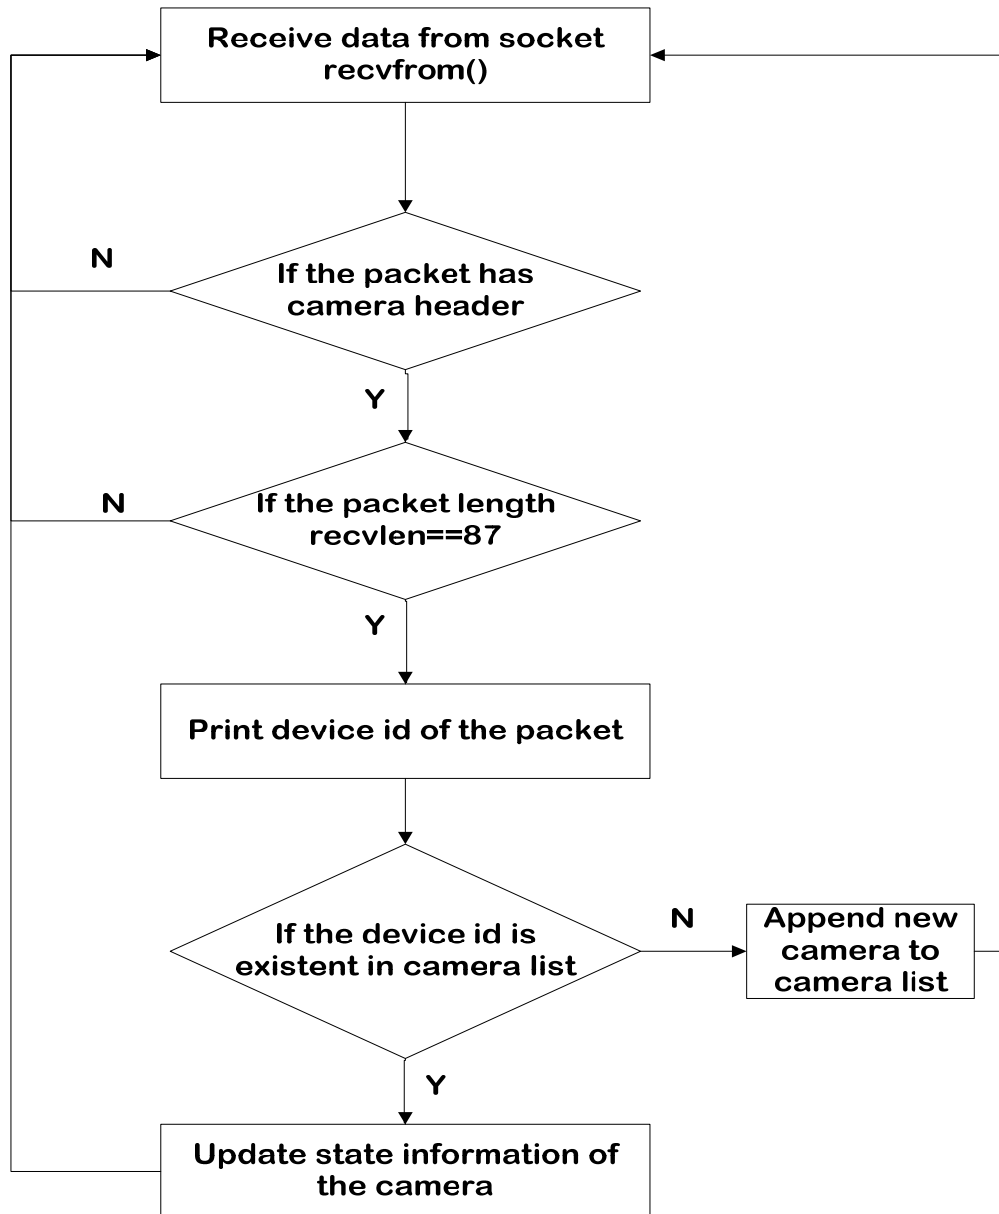 Receive data from socket
recvfrom()
N
If the packet has
camera header
Y
N
If the packet length
recvlen==87
Y
Print device id of the packet
If the device id is
existent in camera list
N
Append new
camera to
camera list
Y
Update state information of
the camera